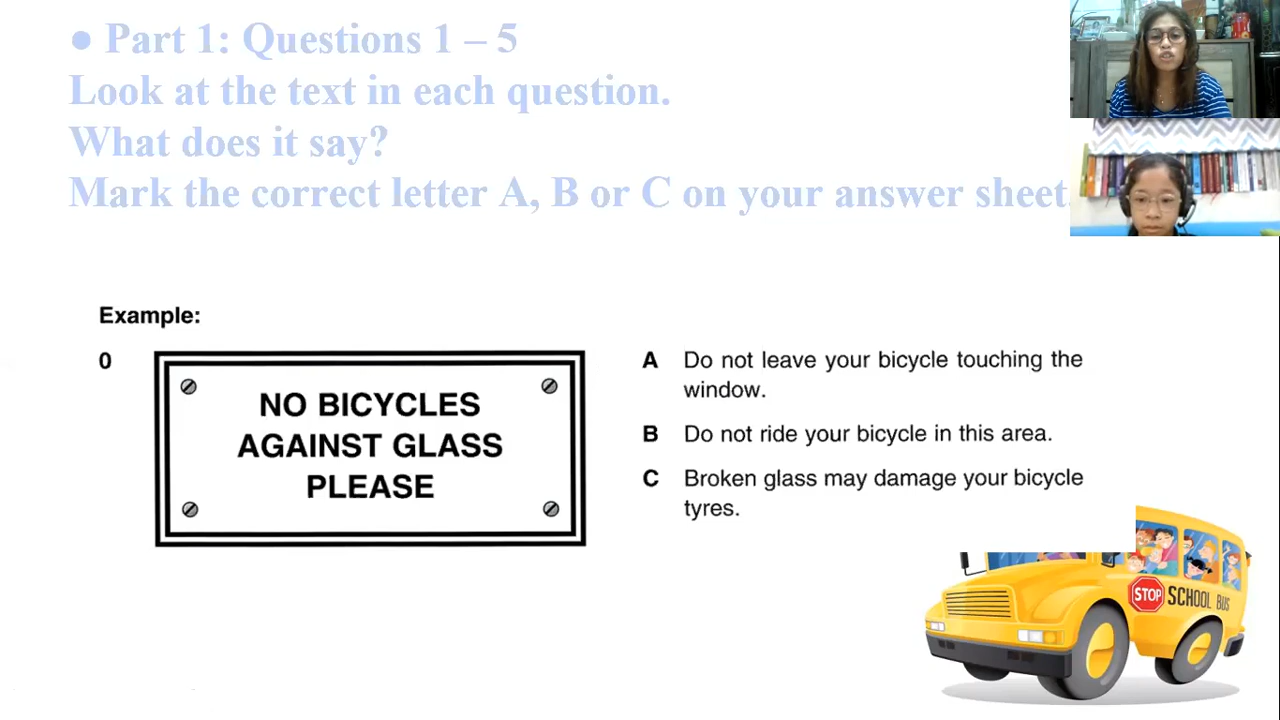 ● Part 1: Questions 1 – 5
Look at the text in each question.
What does it say?
Mark the correct letter A, B or C on your answer sheet.
Example:
0
NO BICYCLES
AGAINST GLASS
PLEASE
A Do not leave your bicycle touching the
window.
B Do not ride your bicycle in this area.
C Broken glass may damage your bicycle
tyres.
STOP SCHOOL BUS